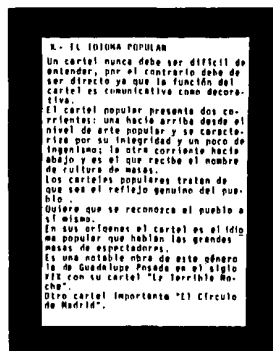 X.- EL IDIOMA POPULAR
Un cartel nunca debe ser difícil de
entender, por el contrario debe de
ser directo ya que la función del
cartel es comunicativa como decora-
tiva.
El cartel popular presenta dos co-
rrientes: una hacia arriba desde el
nivel de arte popular y se caracte-
riza por su integridad y un poco de
ingenismo; la otra corriente hacia
abajo y es el que recibe el nombre
de cultura de masas.
Los carteles populares tratan de
que sea el reflejo genuino del pue-
blo .
Quiere que se reconozca el pueblo a
sí mismo.
En sus orígenes el cartel es el idio
ma popular que hablan las grandes
masas de espectadores.
Es una notable obra de este género
la de Guadalupe Posada en el siglo
XIX con su cartel "La Terrible No-
che".
Otro cartel importante "El Círculo
de Madrid".